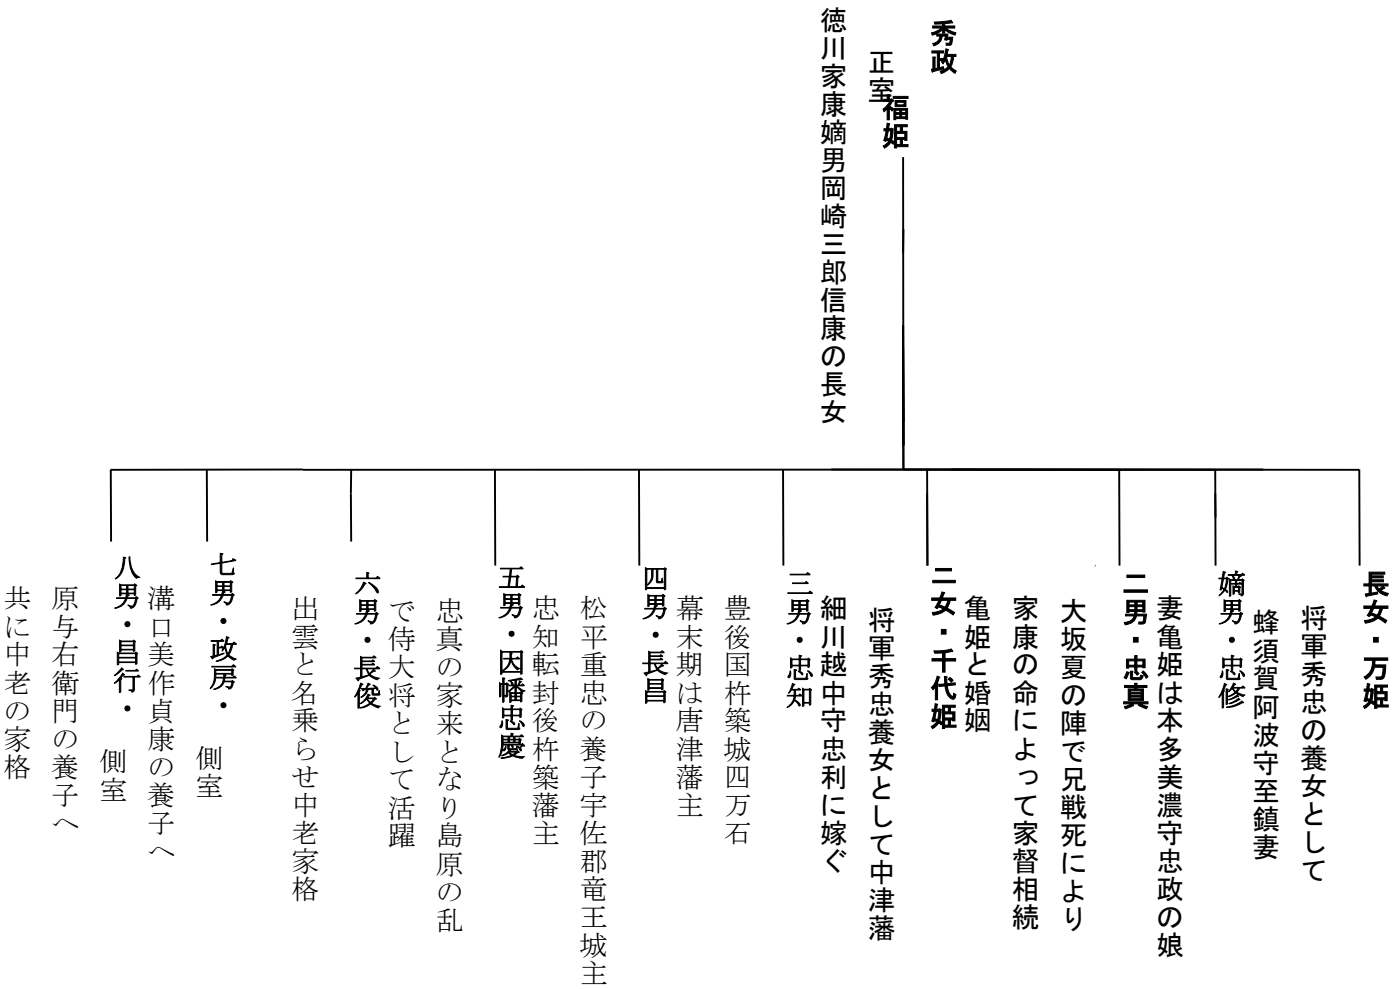 秀政
正室
福姫
徳川家康嫡男岡崎三郎信康の長女
長女・万姫
将軍秀忠の養女として
蜂須賀阿波守至鎮妻
嫡男・忠修
妻亀姫は本多美濃守忠政の娘
二男・忠真
大坂夏の陣で兄戦死により
家康の命によって家督相続
亀姫と婚姻
二女・千代姫
将軍秀忠養女として中津藩
細川越中守忠利に嫁ぐ
三男・忠知
豊後国杵築城四万石
幕末期は唐津藩主
四男・長昌
松平重忠の養子宇佐郡竜王城主
忠知転封後杵築藩主
五男・因幡忠慶
忠真の家来となり島原の乱
で侍大将として活躍
六男・長俊
出雲と名乗らせ中老家格
七男・政房・側室
溝口美作貞康の養子へ
八男・昌行・側室
原与右衛門の養子へ
共に中老の家格